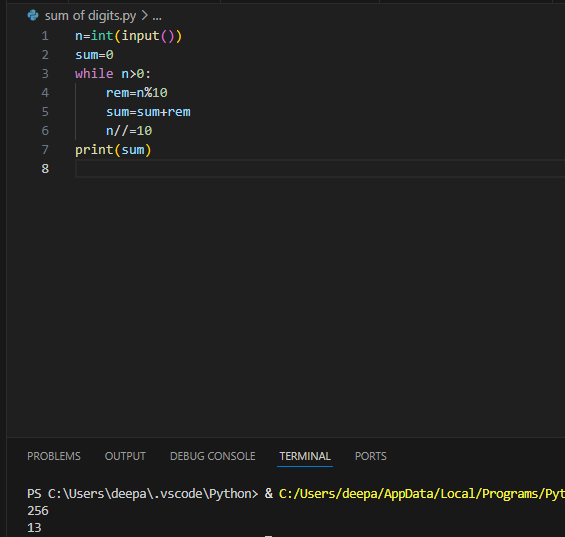 sum of digits.py > ...
1 n=int(input())
2 sum=0
3 while n>0:
4     rem=n%10
5     sum=sum+rem
6     n//=10
7 print(sum)
8
PROBLEMS OUTPUT DEBUG CONSOLE TERMINAL PORTS
PS C:\Users\deepa\.vscode\Python> & C:/Users/deepa/AppData/Local/Programs/Pyt
256
13